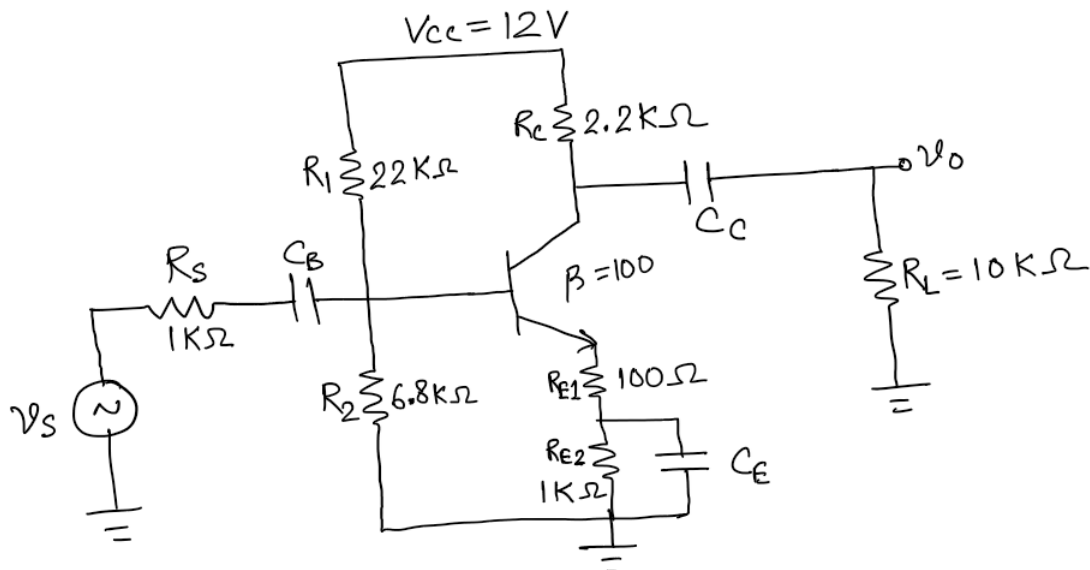 Vcc = 12V
Rc 2.2KΩ
R1 22KΩ
vo
Cc
Rs
CB
β=100
RL = 10KΩ
1KΩ
RE1 100Ω
R2 6.8KΩ
vs
RE2
CE
1KΩ